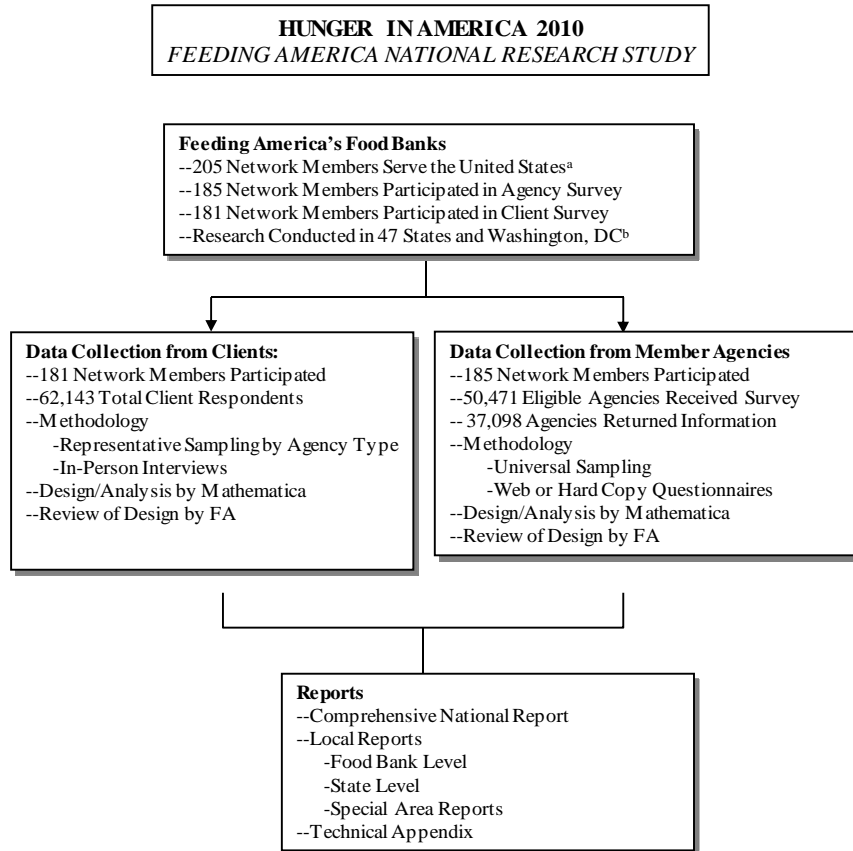 HUNGER IN AMERICA 2010
FEEDING AMERICA NATIONAL RESEARCH STUDY
Feeding America's Food Banks
--205 Network Members Serve the United Statesᵃ
--185 Network Members Participated in Agency Survey
--181 Network Members Participated in Client Survey
--Research Conducted in 47 States and Washington, DCᵇ
Data Collection from Clients:
--181 Network Members Participated
--62,143 Total Client Respondents
--Methodology
-Representative Sampling by Agency Type
-In-Person Interviews
--Design/Analysis by Mathematica
--Review of Design by FA
Data Collection from Member Agencies
--185 Network Members Participated
--50,471 Eligible Agencies Received Survey
-- 37,098 Agencies Returned Information
--Methodology
-Universal Sampling
-Web or Hard Copy Questionnaires
--Design/Analysis by Mathematica
--Review of Design by FA
Reports
--Comprehensive National Report
--Local Reports
-Food Bank Level
-State Level
-Special Area Reports
--Technical Appendix